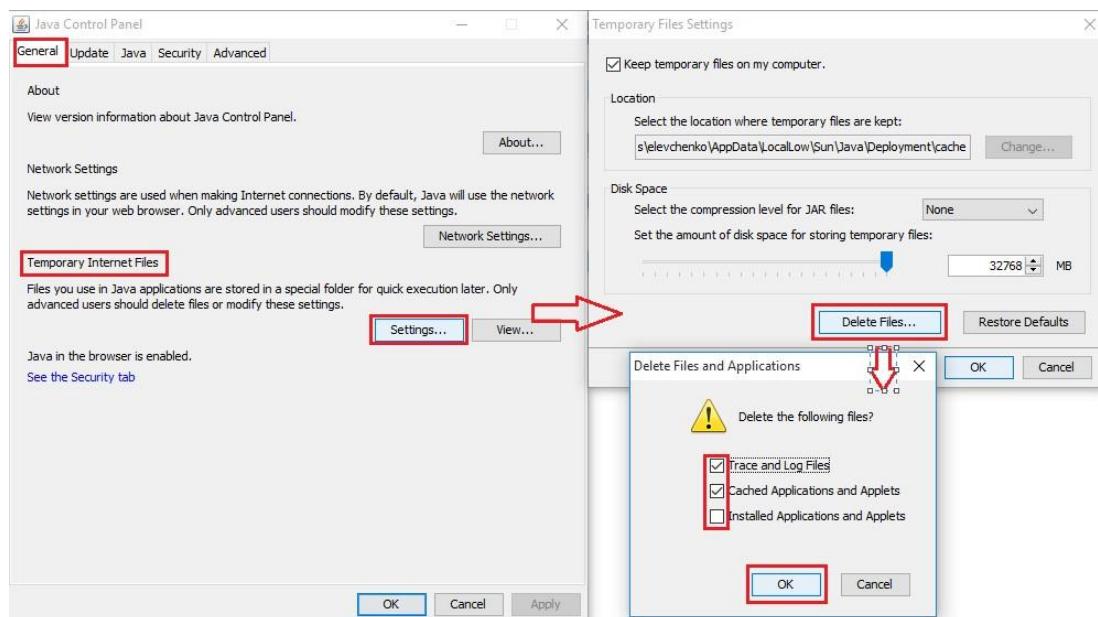 Java Control Panel
General Update Java Security Advanced
About
View version information about Java Control Panel.
About...
Network Settings
Network settings are used when making Internet connections. By default, Java will use the network
settings in your web browser. Only advanced users should modify these settings.
Network Settings...
Temporary Internet Files
Files you use in Java applications are stored in a special folder for quick execution later. Only
advanced users should delete files or modify these settings.
Settings... View...
Java in the browser is enabled.
See the Security tab
OK Cancel Apply
Temporary Files Settings
Keep temporary files on my computer.
Location
Select the location where temporary files are kept:
s\elevchenko\AppData\LocalLow\Sun\Java\Deployment\cache Change...
Disk Space
Select the compression level for JAR files: None
Set the amount of disk space for storing temporary files:
32768 MB
Delete Files... Restore Defaults
OK Cancel
Delete Files and Applications
Delete the following files?
Trace and Log Files
Cached Applications and Applets
Installed Applications and Applets
OK Cancel